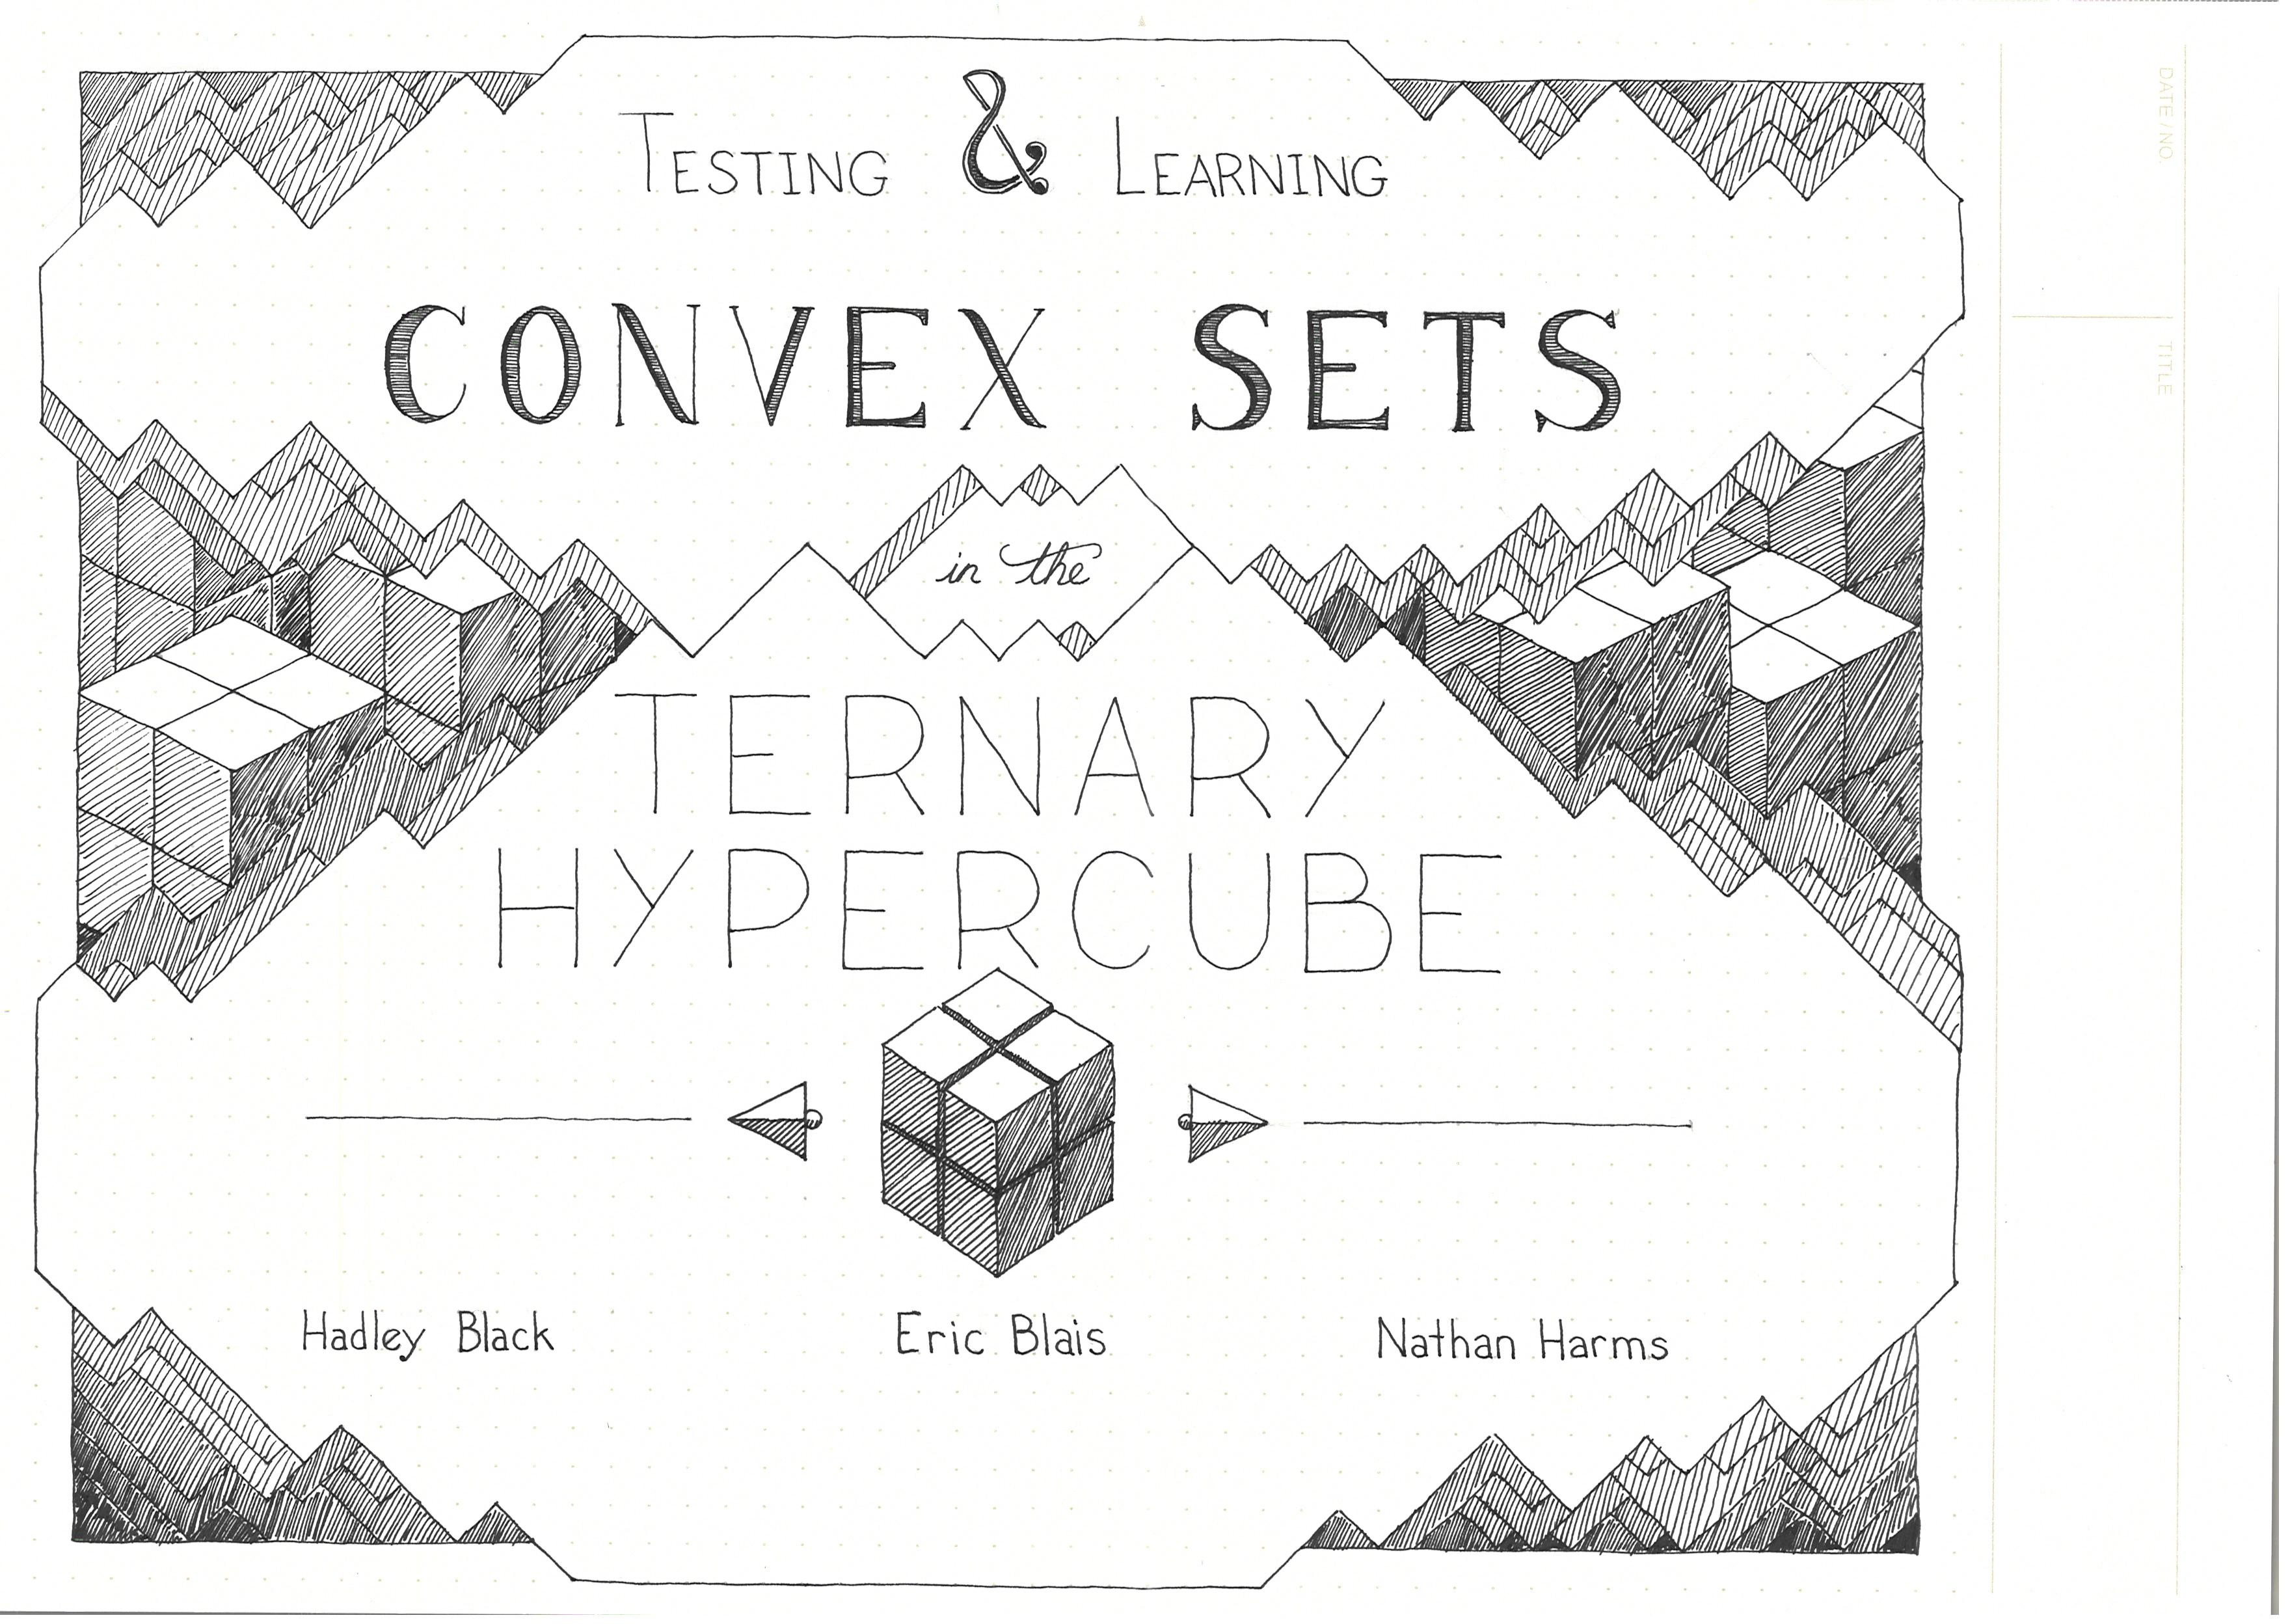 Testing & Learning
CONVEX SETS
in the
TERNARY
HYPERCUBE
Hadley Black Eric Blais Nathan Harms
DATE/NO.
TITLE